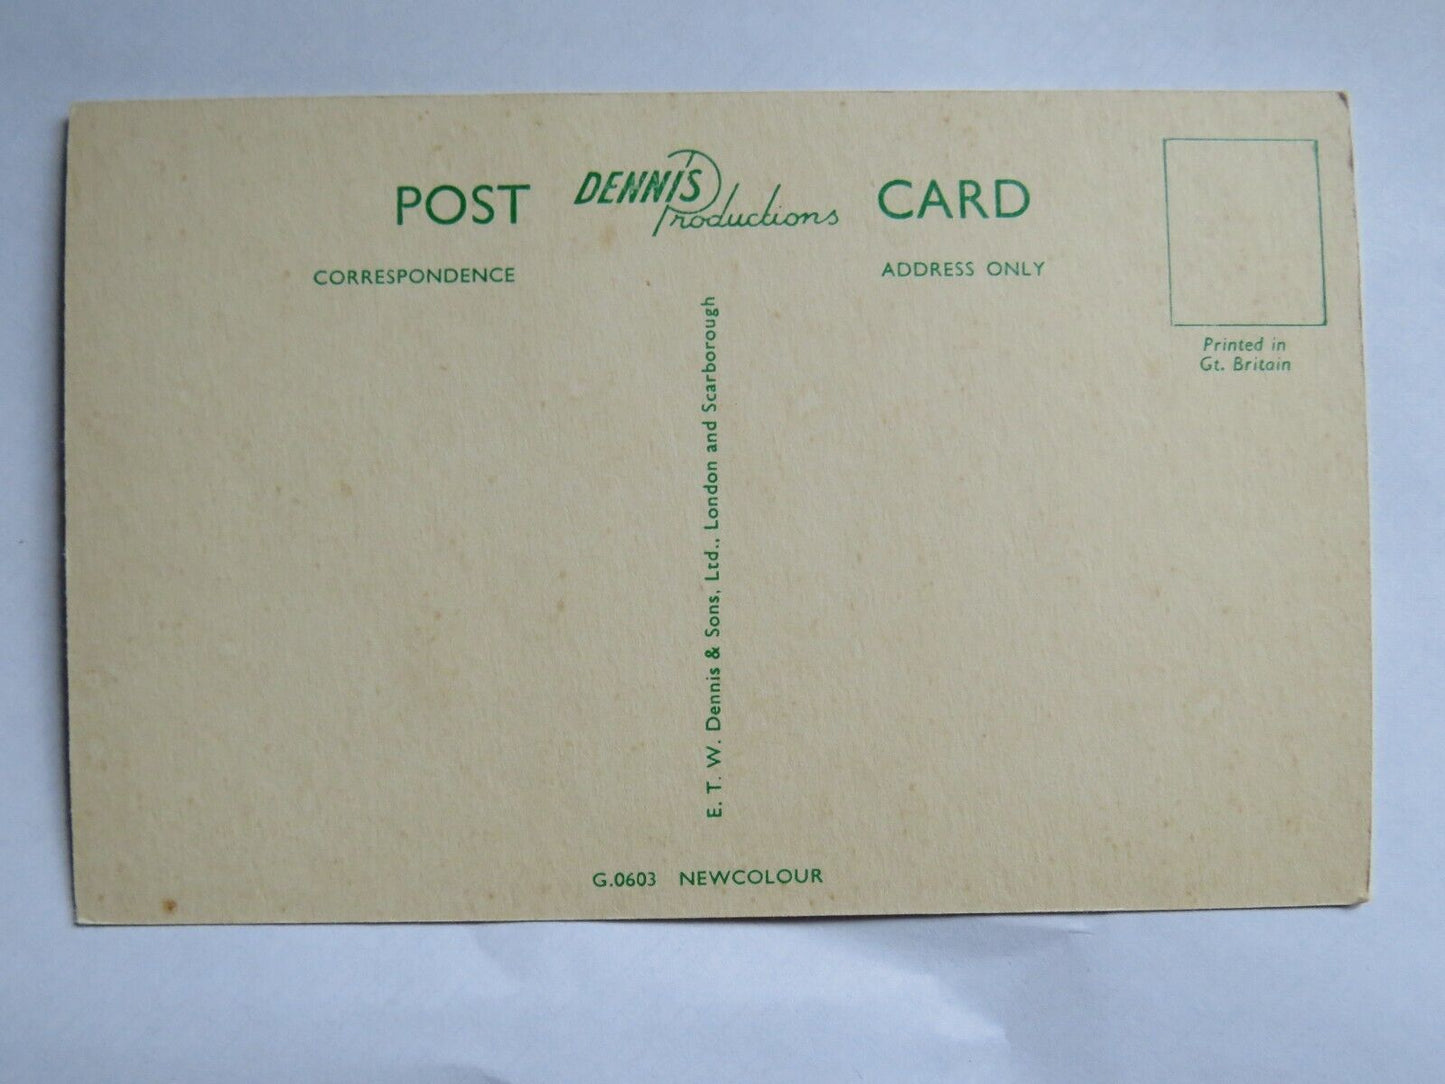 POST DENNIS Productions CARD
CORRESPONDENCE
ADDRESS ONLY
Printed in
Gt. Britain
E. T. W. Dennis & Sons, Ltd., London and Scarborough
G.0603 NEWCOLOUR